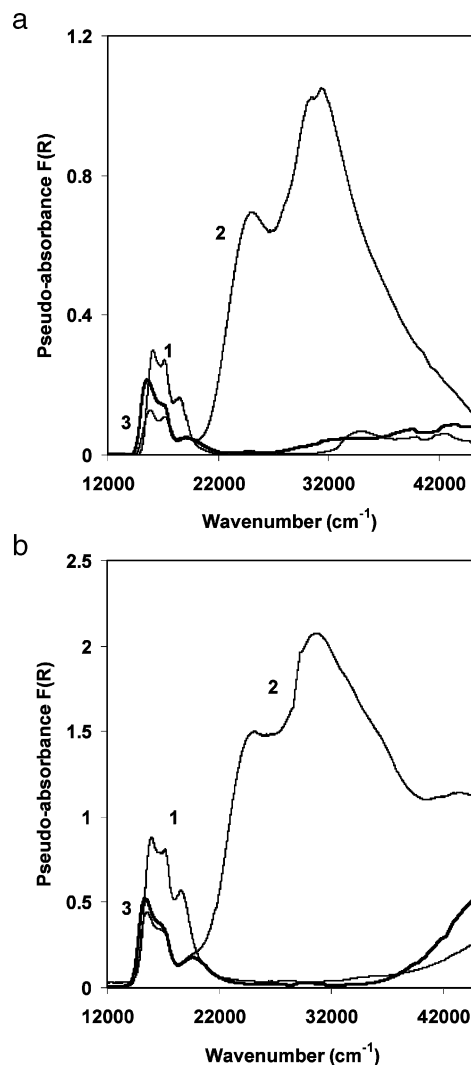 a
1.2
0.8
0.4
0
Pseudo-absorbance F(R)
2
1
3
12000 22000 32000 42000
Wavenumber (cm-1)
b
2.5
2
1.5
1
0.5
0
Pseudo-absorbance F(R)
2
1
3
12000 22000 32000 42000
Wavenumber (cm-1)